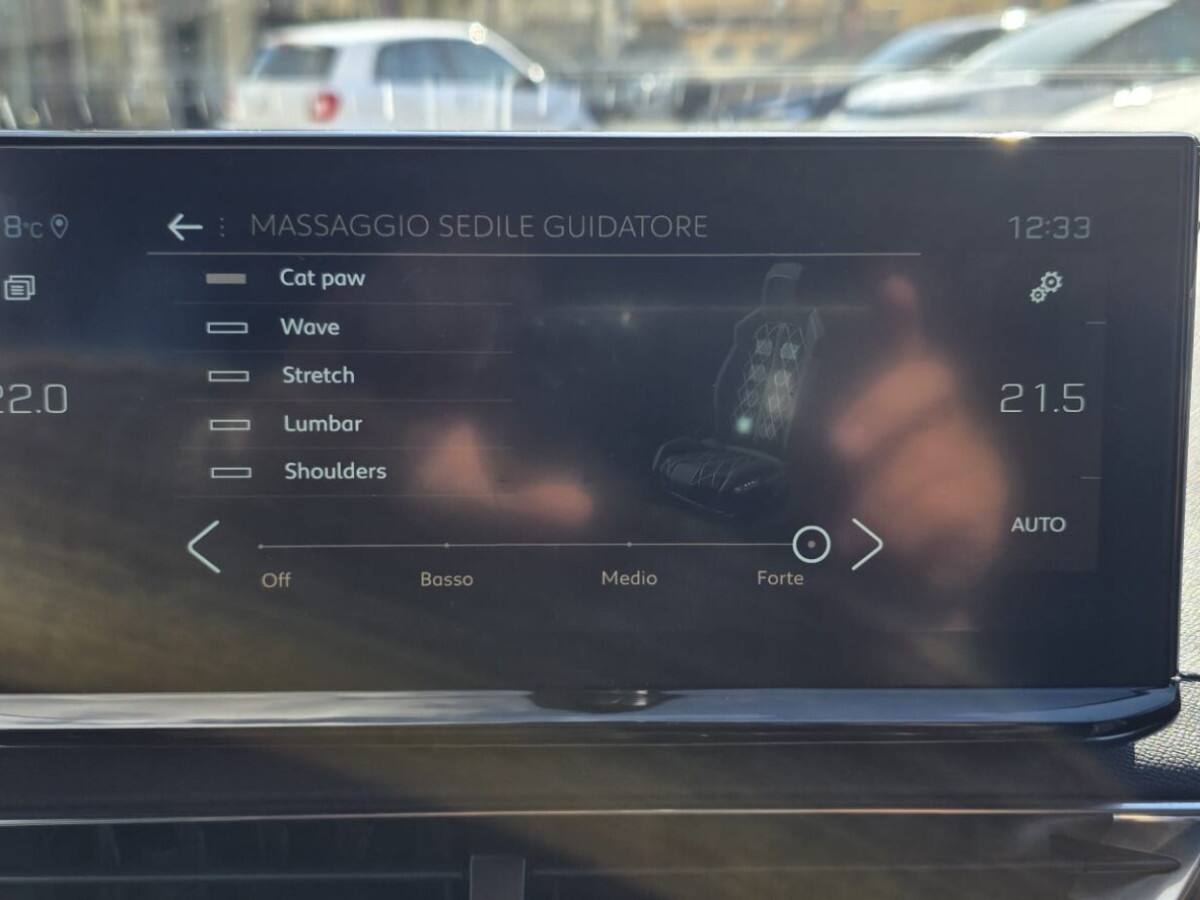 8°C
MASSAGGIO SEDILE GUIDATORE
12:33
Cat paw
Wave
Stretch
22.0
21.5
Lumbar
Shoulders
AUTO
Off
Basso
Medio
Forte